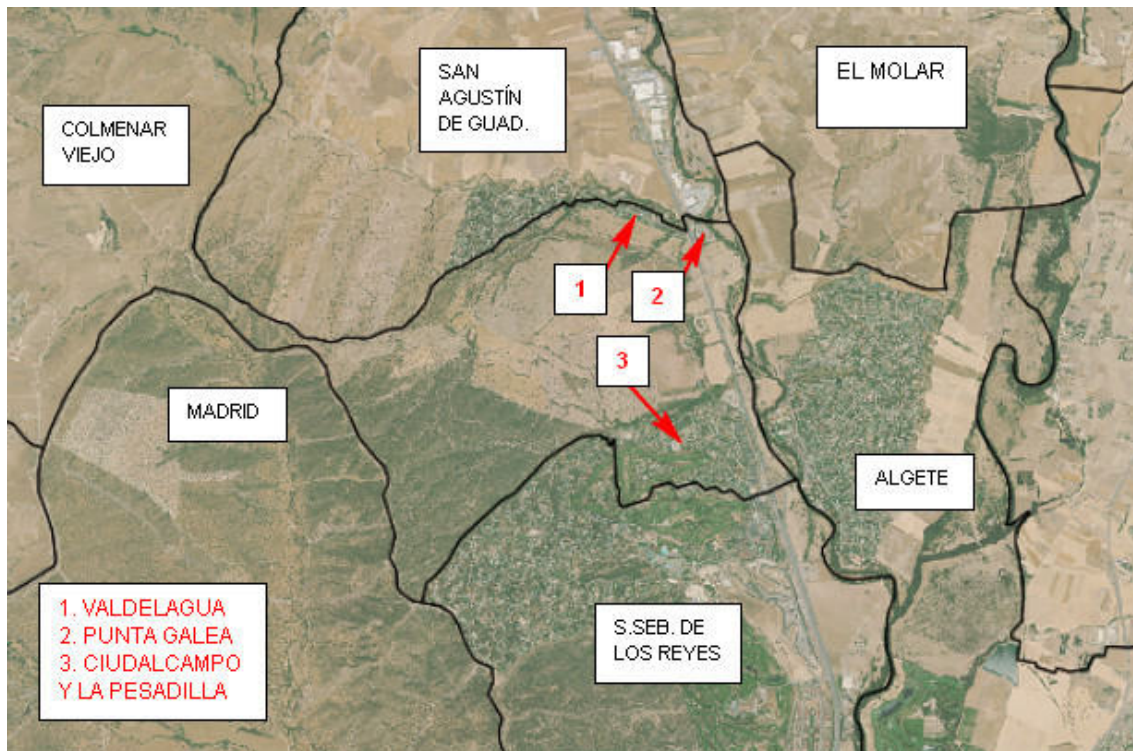 SAN
AGUSTÍN
DE GUAD.
EL MOLAR
COLMENAR
VIEJO
1
2
3
MADRID
ALGETE
1. VALDELAGUA
2. PUNTA GALEA
3. CIUDALCAMPO
Y LA PESADILLA
S.SEB. DE
LOS REYES